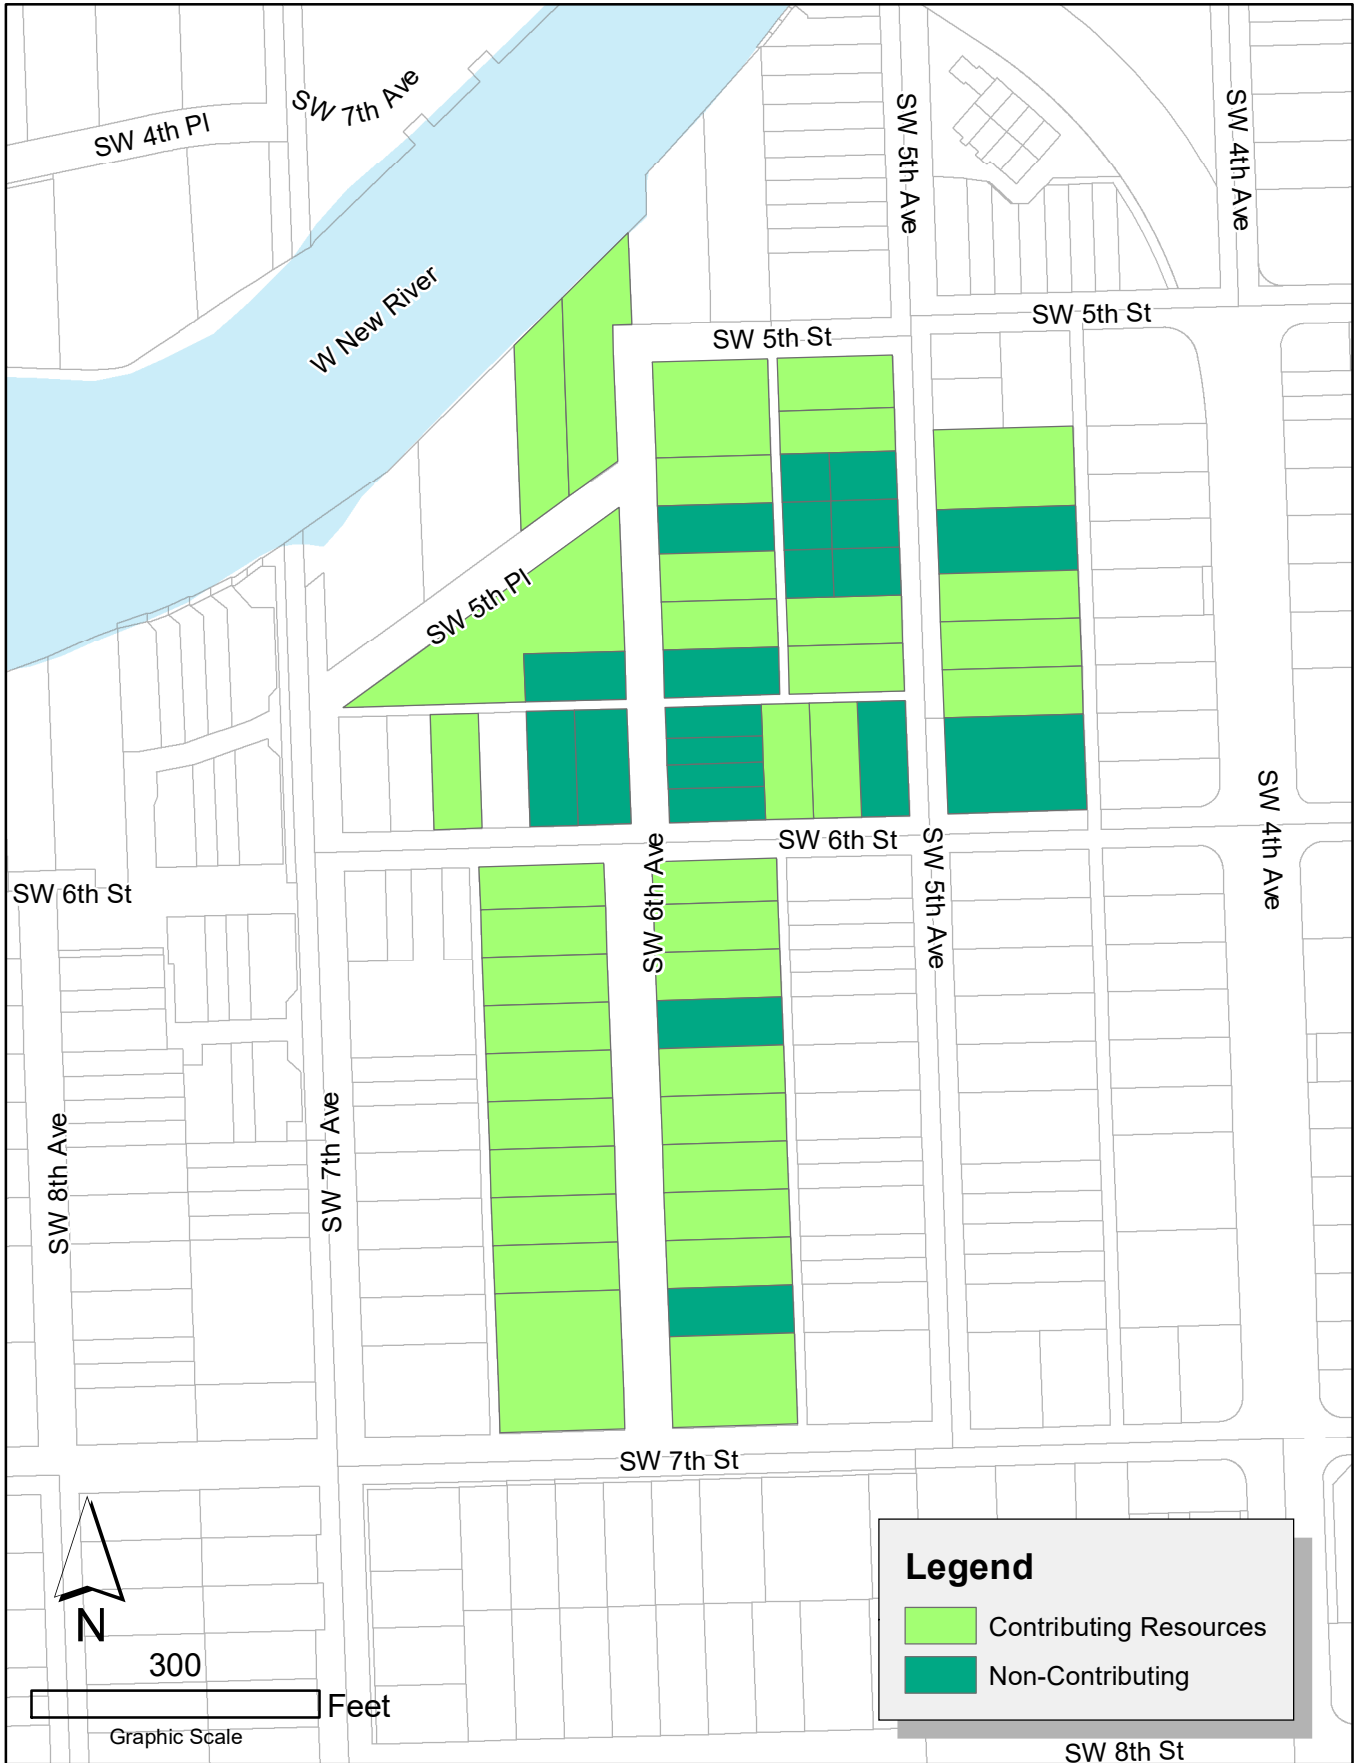 SW 7th Ave
SW 4th Pl
SW 5th Ave
SW 4th Ave
W New River
SW 5th St
SW 5th St
SW 5th Pl
SW 6th St
SW 6th St
SW 6th Ave
SW 5th Ave
SW 4th Ave
SW 8th Ave
SW 7th Ave
SW 7th St
N
300
Feet
Graphic Scale
Legend
Contributing Resources
Non-Contributing
SW 8th St